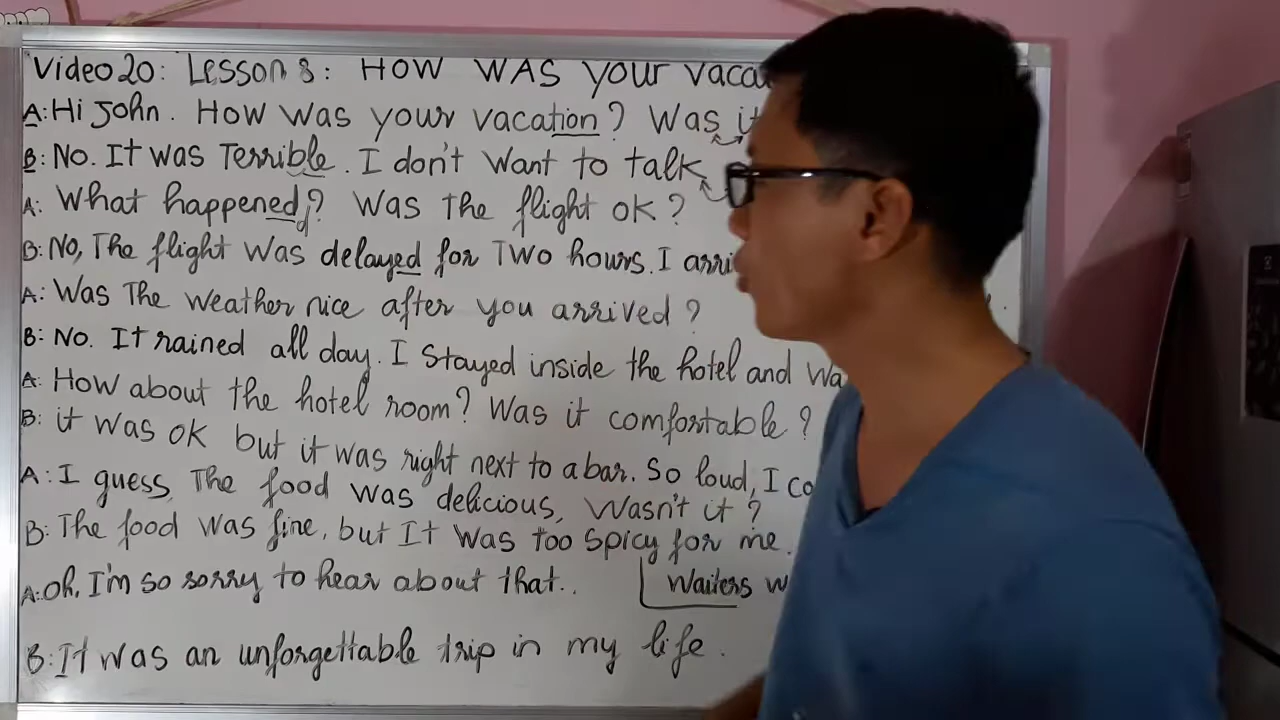 Video 20: Lesson 8: HOW WAS your
A: Hi John. How was your vacation? Was it
B: No. It was Terrible. I don't want to talk
A: What happened? Was the flight ok?
B: No, The flight was delayed for Two hours. I
A: Was The weather nice after you arrived?
B: No. It rained all day. I stayed inside the hotel and
A: How about the hotel room? Was it comfortable?
B: it was ok but it was right next to a bar. So loud, I
A: I guess, The food was delicious, Wasn't it?
B: The food was fine, but It was too spicy for me.
A: Oh, I'm so sorry to hear about that..
Waiters
B: It was an unforgettable trip in my life.